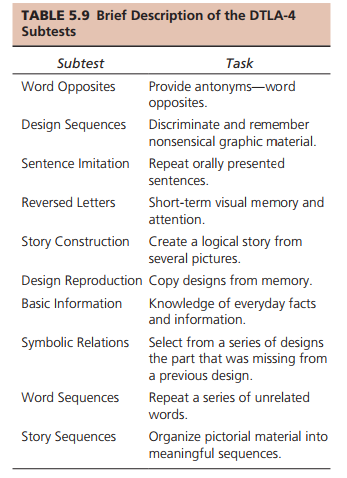 TABLE 5.9 Brief Description of the DTLA-4
Subtests
Subtest Task
Word Opposites Provide antonyms—word
opposites.
Design Sequences Discriminate and remember
nonsensical graphic material.
Sentence Imitation Repeat orally presented
sentences.
Reversed Letters Short-term visual memory and
attention.
Story Construction Create a logical story from
several pictures.
Design Reproduction Copy designs from memory.
Basic Information Knowledge of everyday facts
and information.
Symbolic Relations Select from a series of designs
the part that was missing from
a previous design.
Word Sequences Repeat a series of unrelated
words.
Story Sequences Organize pictorial material into
meaningful sequences.